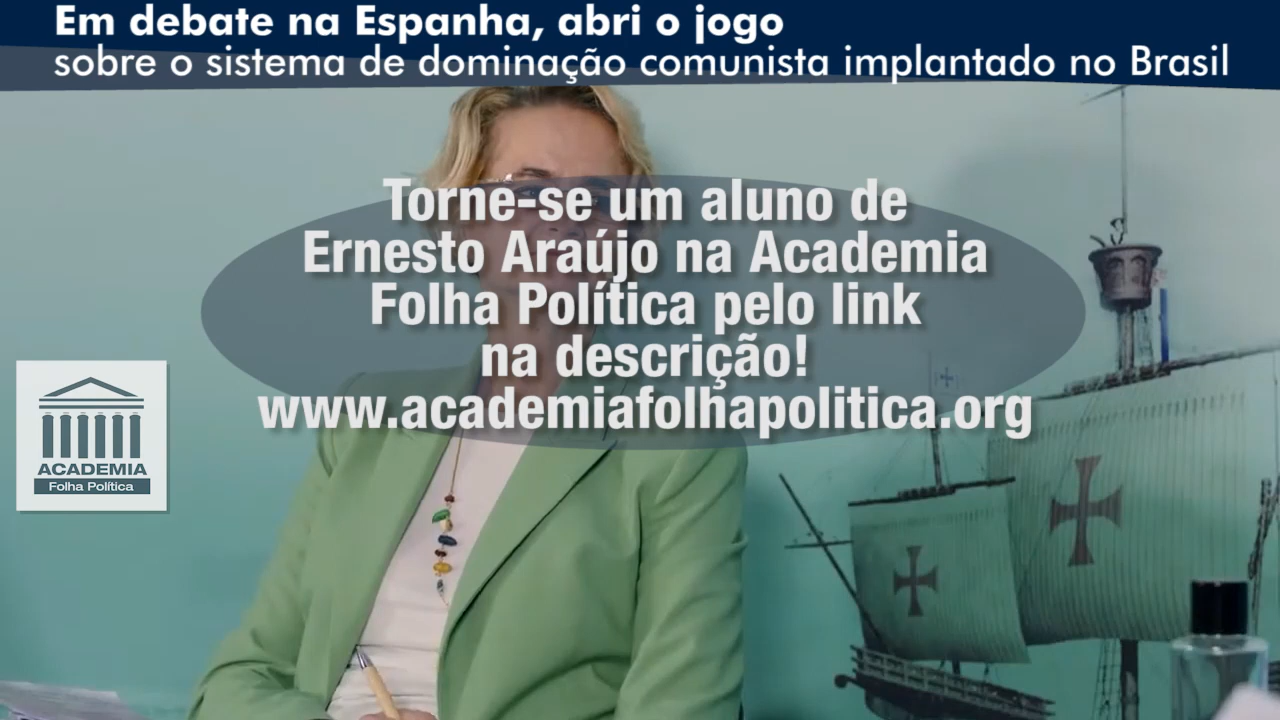 Em debate na Espanha, abri o jogo
sobre o sistema de dominação comunista implantado no Brasil
Torne-se um aluno de
Ernesto Araújo na Academia
Folha Política pelo link
na descrição!
www.academiafolhapolitica.org
ACADEMIA
Folha Política